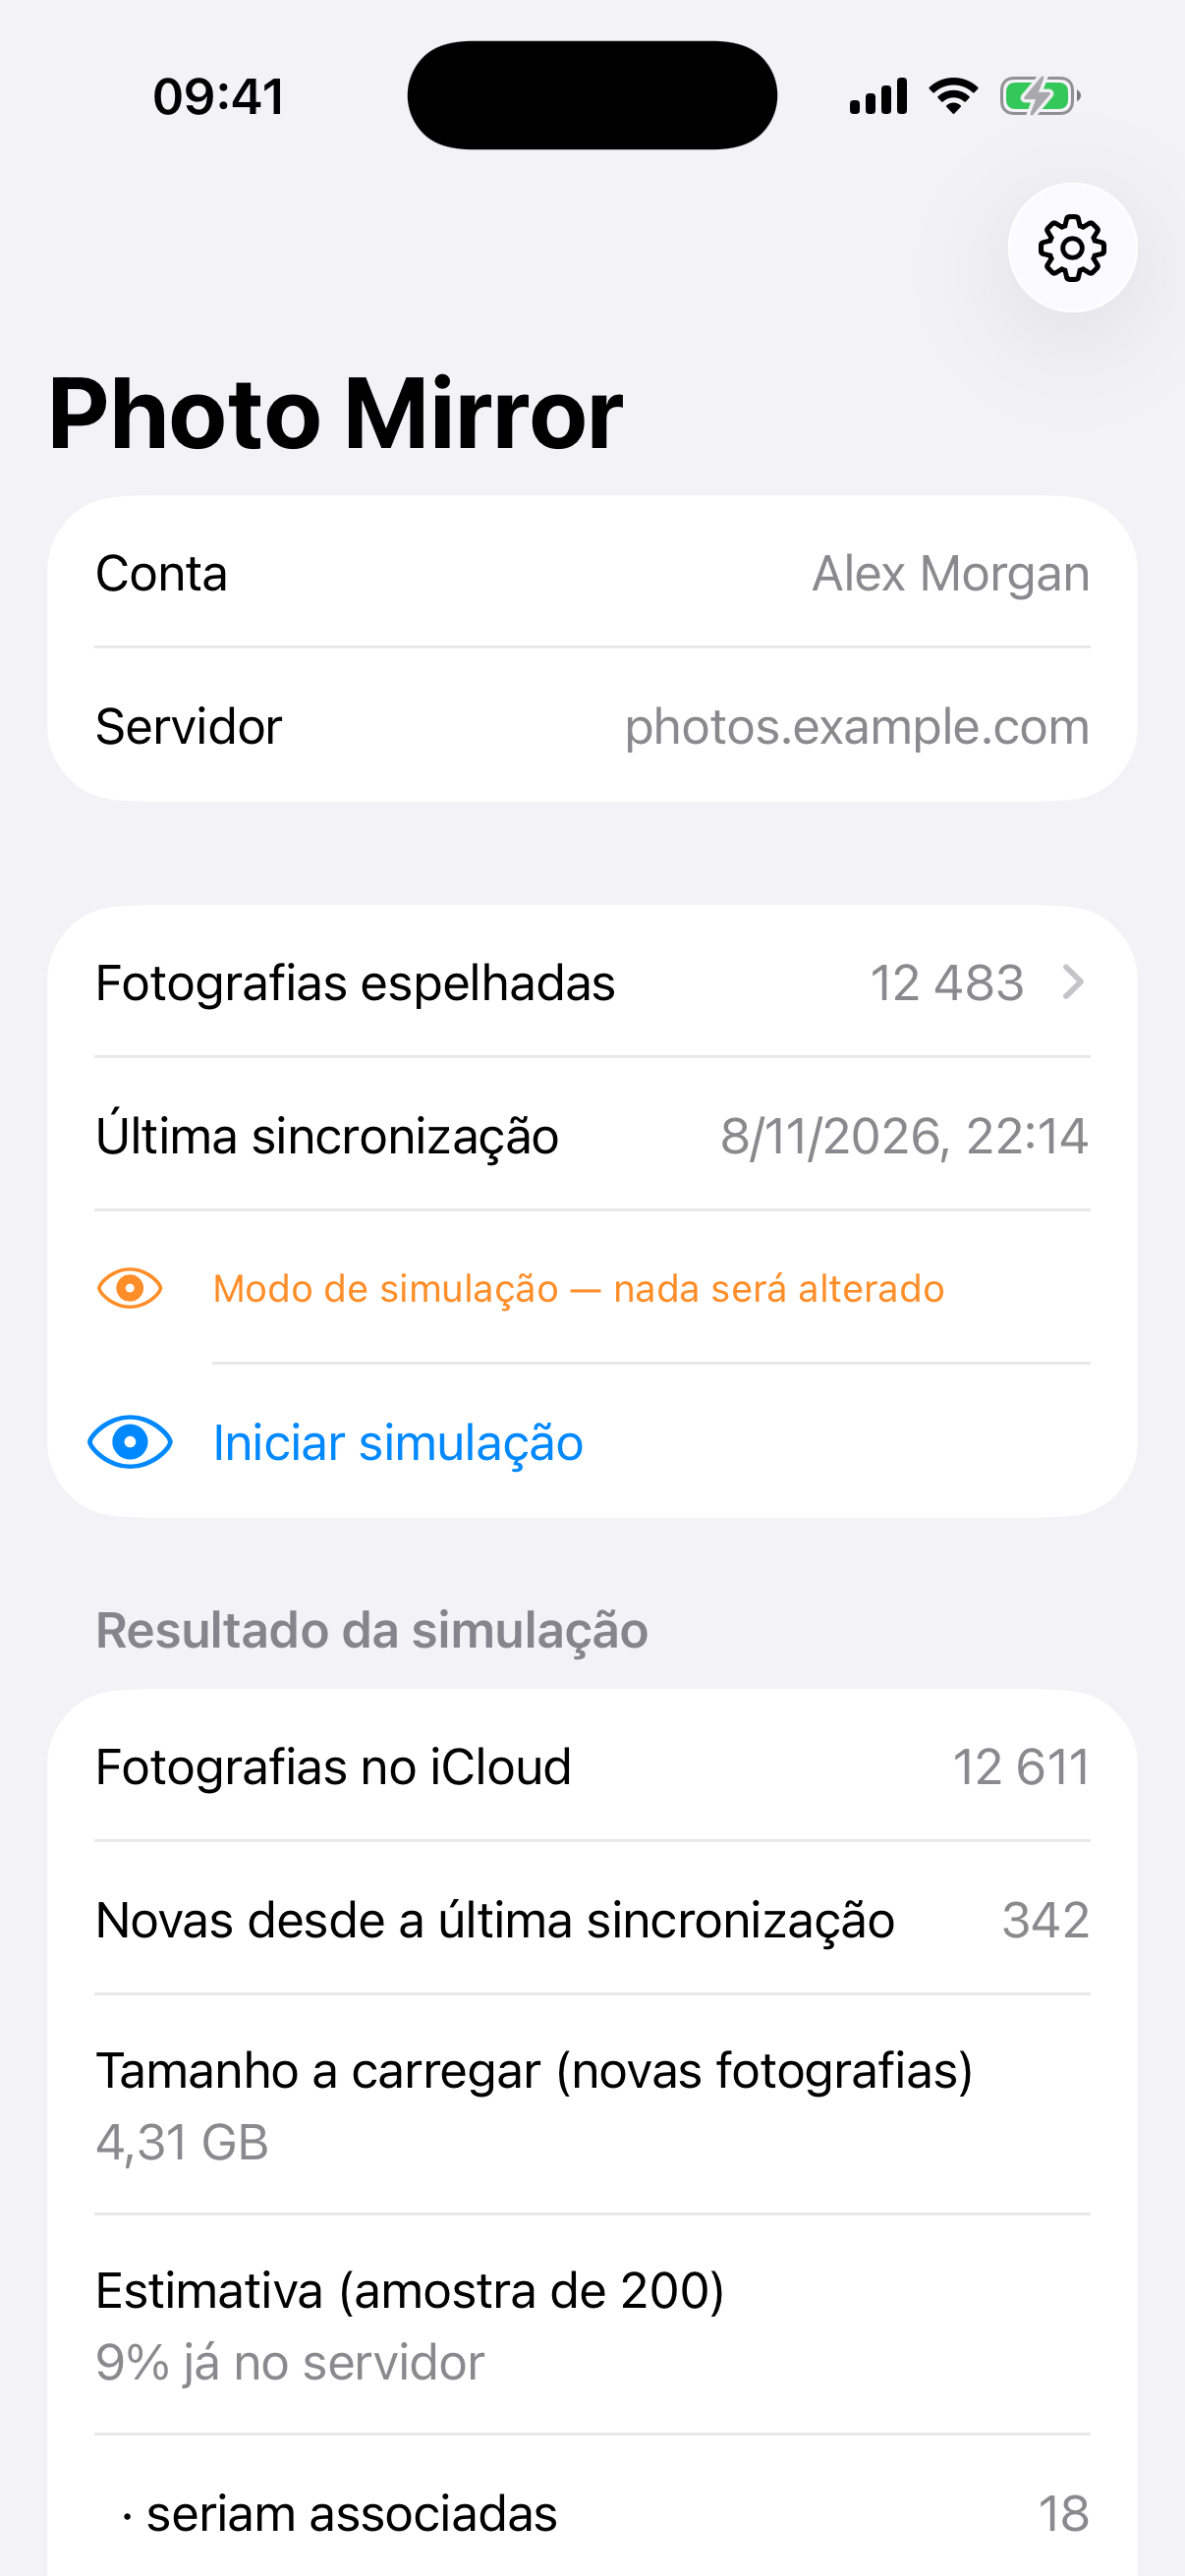 09:41
Photo Mirror
Conta Alex Morgan
Servidor photos.example.com
Fotografias espelhadas 12 483
Última sincronização 8/11/2026, 22:14
Modo de simulação — nada será alterado
Iniciar simulação
Resultado da simulação
Fotografias no iCloud 12 611
Novas desde a última sincronização 342
Tamanho a carregar (novas fotografias)
4,31 GB
Estimativa (amostra de 200)
9% já no servidor
· seriam associadas 18